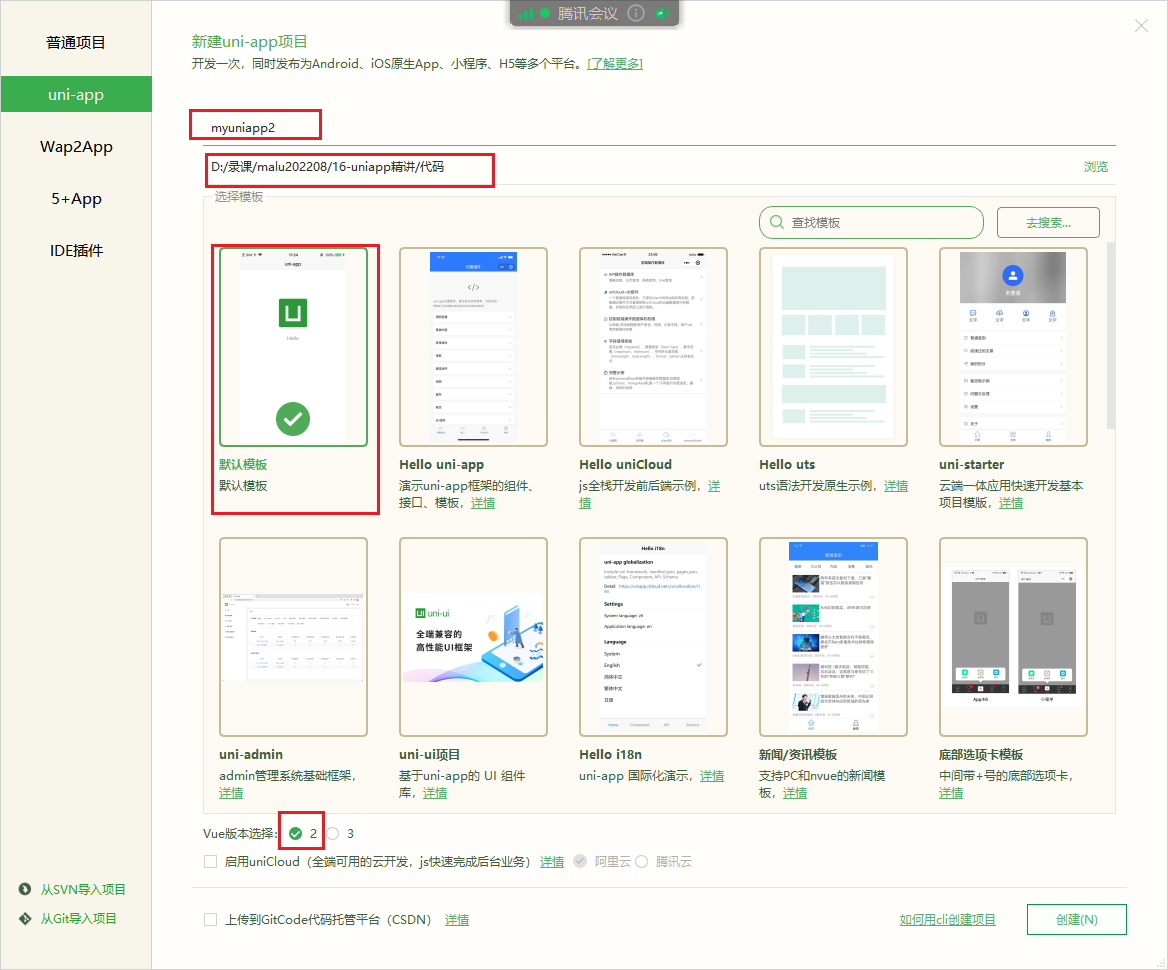 腾讯会议
普通项目
uni-app
Wap2App
5+App
IDE插件
从SVN导入项目
从Git导入项目
新建uni-app项目
开发一次，同时发布为Android、iOS原生App、小程序、H5等多个平台。[了解更多]
myuniapp2
D:/录课/malu202208/16-uniapp精讲/代码
浏览
选择模板
查找模板
去搜索...
uni-app
Hello
默认模板
默认模板
Hello uni-app
演示uni-app框架的组件、
接口、模板，详情
Hello uniCloud
js全栈开发前后端示例，详
情
Hello uts
uts语法开发原生示例，详情
uni-starter
云端一体应用快速开发基本
项目模版，详情
uni-admin
admin管理系统基础框架，
详情
uni-ui
全端兼容的
高性能UI框架
uni-ui项目
基于uni-app的 UI 组件
库，详情
Hello i18n
uni-app globalization
Settings
System language: zh
Application language: en
Language
System
English
简体中文
繁体中文
日语
Home Component API Schema
Hello i18n
uni-app 国际化演示，详情
新闻/资讯模板
支持PC和nvue的新闻模
板，详情
App/H5
小程序
底部选项卡模板
中间带+号的底部选项卡，
详情
Vue版本选择: 2 3
启用uniCloud（全端可用的云开发，js快速完成后台业务） 详情 阿里云 腾讯云
上传到GitCode代码托管平台（CSDN） 详情
如何用cli创建项目
创建(N)